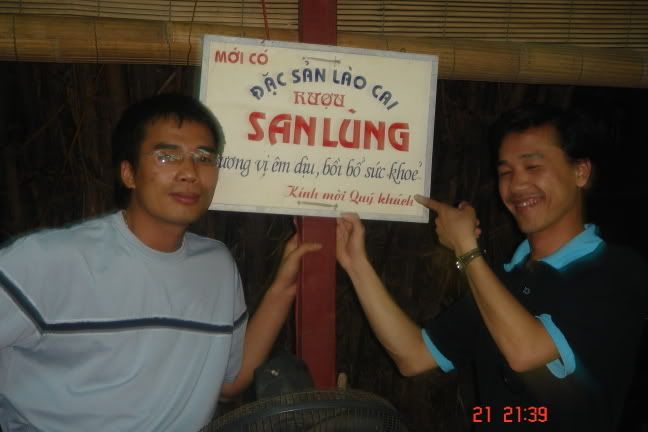 MỚI CÓ
ĐẶC SẢN LÀO CAI
RƯỢU
SAN LÙNG
ương vị êm dịu, bồi bổ sức khoẻ
Kính mời Quý khách
21 21:39